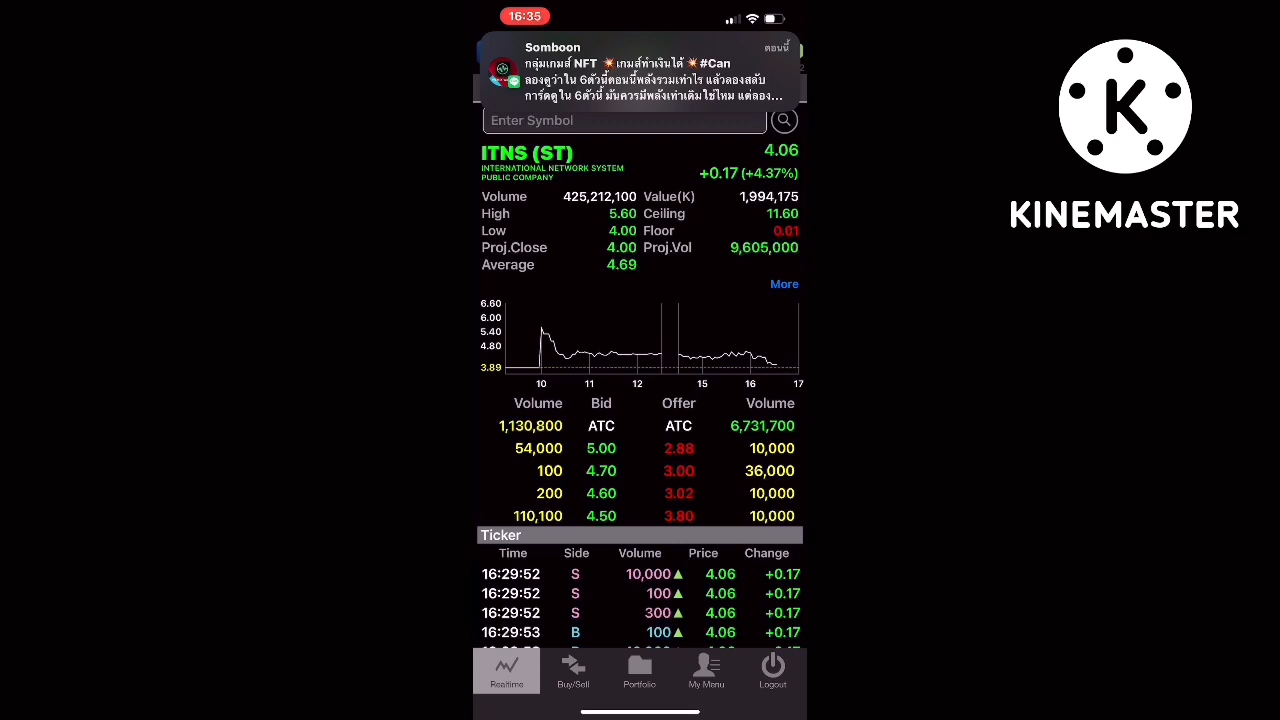 16:35
Somboon ตอนนี้
กลุ่มเกมส์ NFT 💥เกมส์ทำเงินได้ 💥#Can
ลองดูว่าใน 6ตัวนี้ตอนนี้พลังรวมเท่าไร แล้วลองสลับ
การ์ดดูใน 6ตัวนี้ มันควรมีพลังเท่าเดิมใช่ไหม แต่ลอง...
Enter Symbol
ITNS (ST) 4.06
INTERNATIONAL NETWORK SYSTEM
PUBLIC COMPANY
+0.17 (+4.37%)
Volume 425,212,100 Value(K) 1,994,175
High 5.60 Ceiling 11.60
Low 4.00 Floor 0.01
Proj.Close 4.00 Proj.Vol 9,605,000
Average 4.69
More
6.60
6.00
5.40
4.80
3.89
10 11 12 15 16 17
Volume Bid Offer Volume
1,130,800 ATC ATC 6,731,700
54,000 5.00 2.88 10,000
100 4.70 3.00 36,000
200 4.60 3.02 10,000
110,100 4.50 3.80 10,000
Ticker
Time Side Volume Price Change
16:29:52 S 10,000▲ 4.06 +0.17
16:29:52 S 100▲ 4.06 +0.17
16:29:52 S 300▲ 4.06 +0.17
16:29:53 B 100▲ 4.06 +0.17
Realtime Buy/Sell Portfolio My Menu Logout
K
KINEMASTER